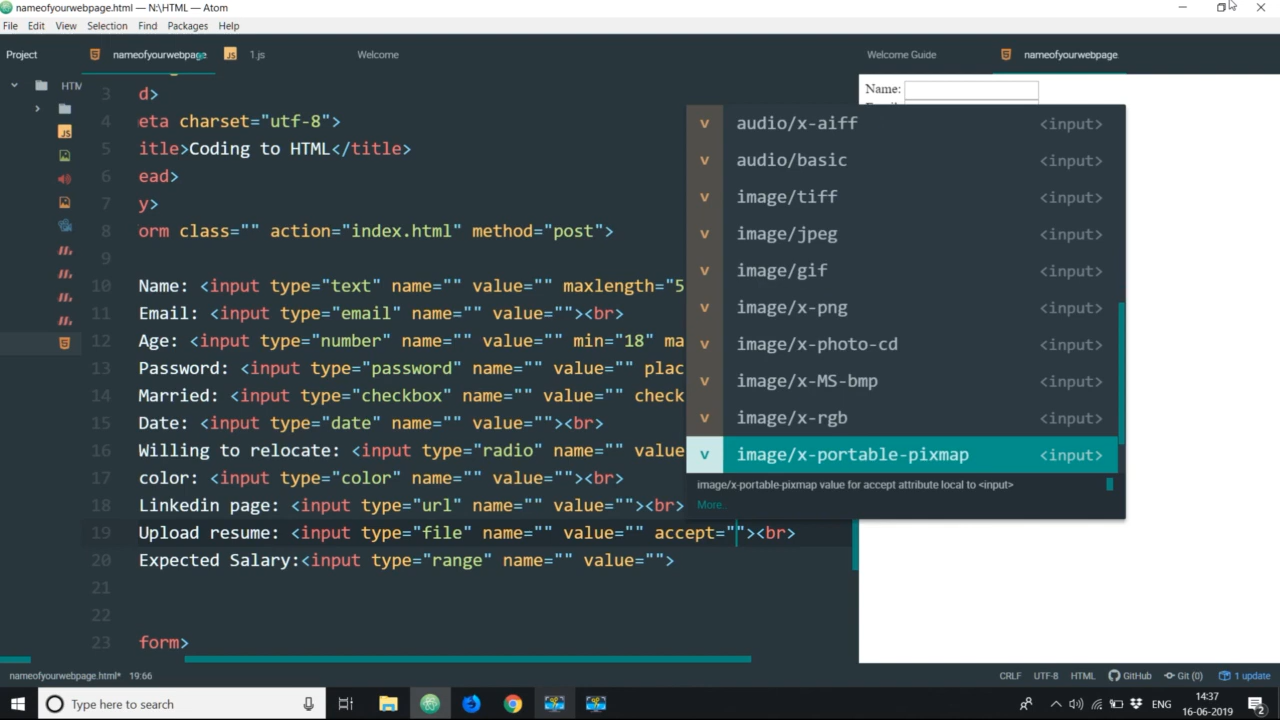 nameofyourwebpage.html — N:\HTML — Atom
File Edit View Selection Find Packages Help
Project nameofyourwebpage 1.js Welcome Welcome Guide nameofyourwebpage
HTM
JS
3 d>
4 eta charset="utf-8">
5 itle>Coding to HTML</title>
6 ead>
7 y>
8 orm class="" action="index.html" method="post">
9
10 Name: <input type="text" name="" value="" maxlength="5
11 Email: <input type="email" name="" value=""><br>
12 Age: <input type="number" name="" value="" min="18" ma
13 Password: <input type="password" name="" value="" plac
14 Married: <input type="checkbox" name="" value="" check
15 Date: <input type="date" name="" value=""><br>
16 Willing to relocate: <input type="radio" name="" value
17 color: <input type="color" name="" value=""><br>
18 Linkedin page: <input type="url" name="" value=""><br>
19 Upload resume: <input type="file" name="" value="" accept=""><br>
20 Expected Salary:<input type="range" name="" value="">
21
22
23 form>
Name:
v audio/x-aiff <input>
v audio/basic <input>
v image/tiff <input>
v image/jpeg <input>
v image/gif <input>
v image/x-png <input>
v image/x-photo-cd <input>
v image/x-MS-bmp <input>
v image/x-rgb <input>
v image/x-portable-pixmap <input>
image/x-portable-pixmap value for accept attribute local to <input>
More..
nameofyourwebpage.html* 19:66 CRLF UTF-8 HTML GitHub Git (0) 1 update
Type here to search ENG 14:37
16-06-2019 2